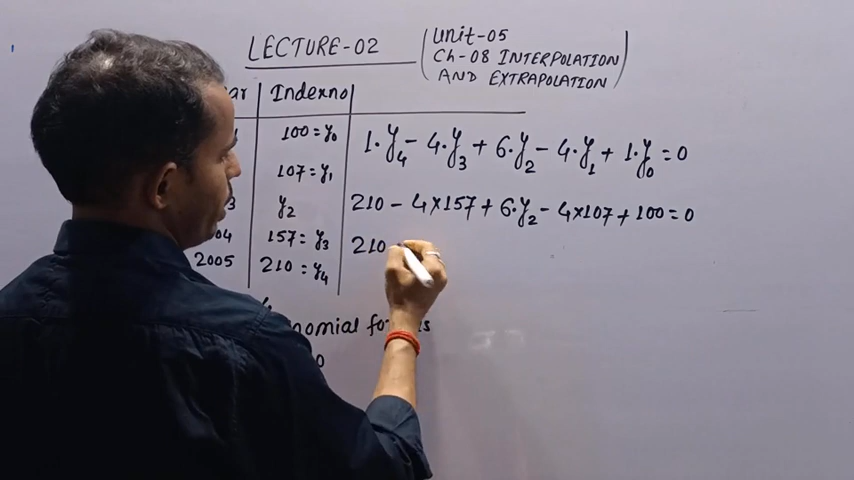 LECTURE-02
Unit-05
Ch-08 INTERPOLATION
AND EXTRAPOLATION
Indexno
100 = y₀
107 = y₁
y₂
157 = y₃
2005 210 = y₄
1·y₄ - 4·y₃ + 6·y₂ - 4·y₁ + 1·y₀ = 0
210 - 4×157 + 6·y₂ - 4×107 + 100 = 0
210